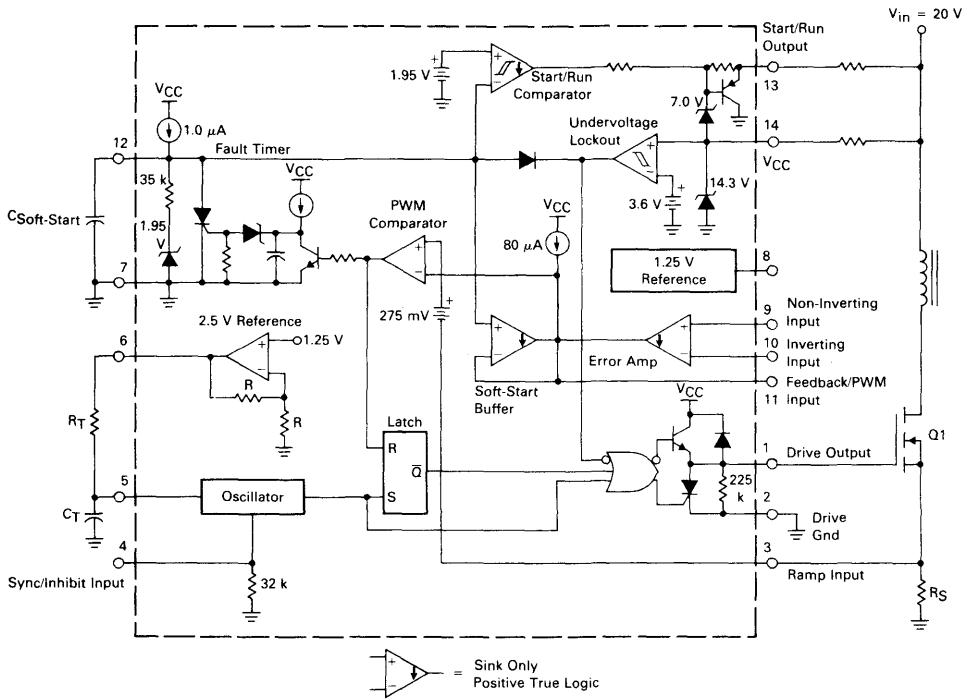 Vin = 20 V
Start/Run
Output
13
1.95 V
+
−
Start/Run
Comparator
7.0 V
14
VCC
VCC
1.0 µA
12
Fault Timer
Undervoltage
Lockout
14.3 V
3.6 V
35 k
VCC
CSoft-Start
1.95
V
PWM
Comparator
VCC
80 µA
1.25 V
Reference
8
7
275 mV
9
Non-Inverting
Input
10
Inverting
Input
2.5 V Reference
1.25 V
6
R
R
Soft-Start
Buffer
Error Amp
Feedback/PWM
11
Input
VCC
RT
Latch
R
Q
S
1
Drive Output
Q1
225
k
2
Drive
Gnd
5
Oscillator
CT
4
Sync/Inhibit Input
32 k
3
Ramp Input
RS
+
−
= Sink Only
Positive True Logic